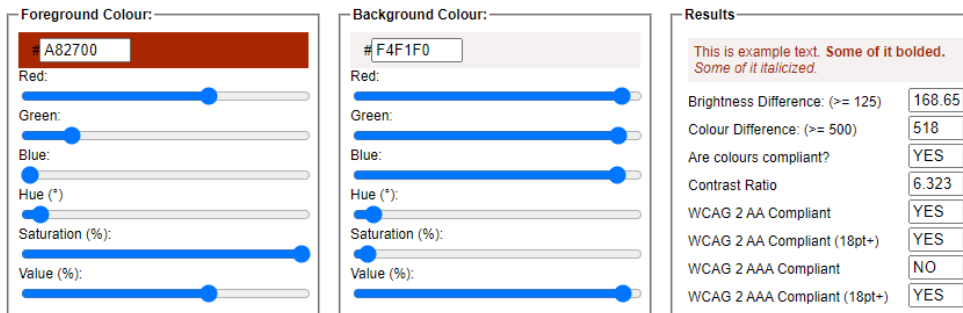 Foreground Colour:
# A82700
Red:
Green:
Blue:
Hue (°)
Saturation (%):
Value (%):
Background Colour:
# F4F1F0
Red:
Green:
Blue:
Hue (°):
Saturation (%):
Value (%):
Results
This is example text. Some of it bolded.
Some of it italicized.
Brightness Difference: (>= 125) 168.65
Colour Difference: (>= 500) 518
Are colours compliant? YES
Contrast Ratio 6.323
WCAG 2 AA Compliant YES
WCAG 2 AA Compliant (18pt+) YES
WCAG 2 AAA Compliant NO
WCAG 2 AAA Compliant (18pt+) YES